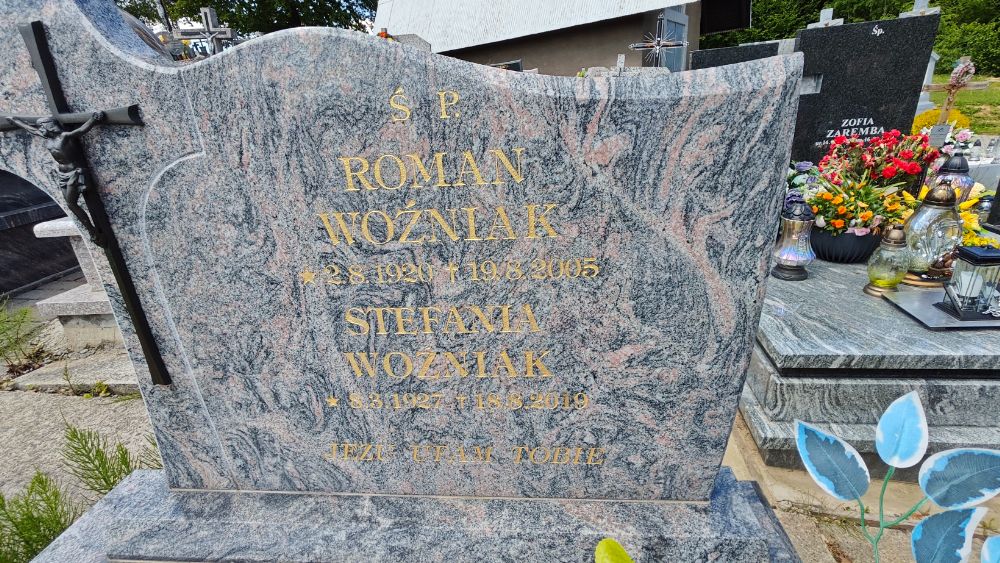 Ś. P.
ROMAN
WOŹNIAK
★ 2.8.1920 ✝ 19.8.2005
STEFANIA
WOŹNIAK
★ 8.3.1927 ✝ 18.8.2019
JEZU UFAM TOBIE
Śp.
ZOFIA
ZAREMBA